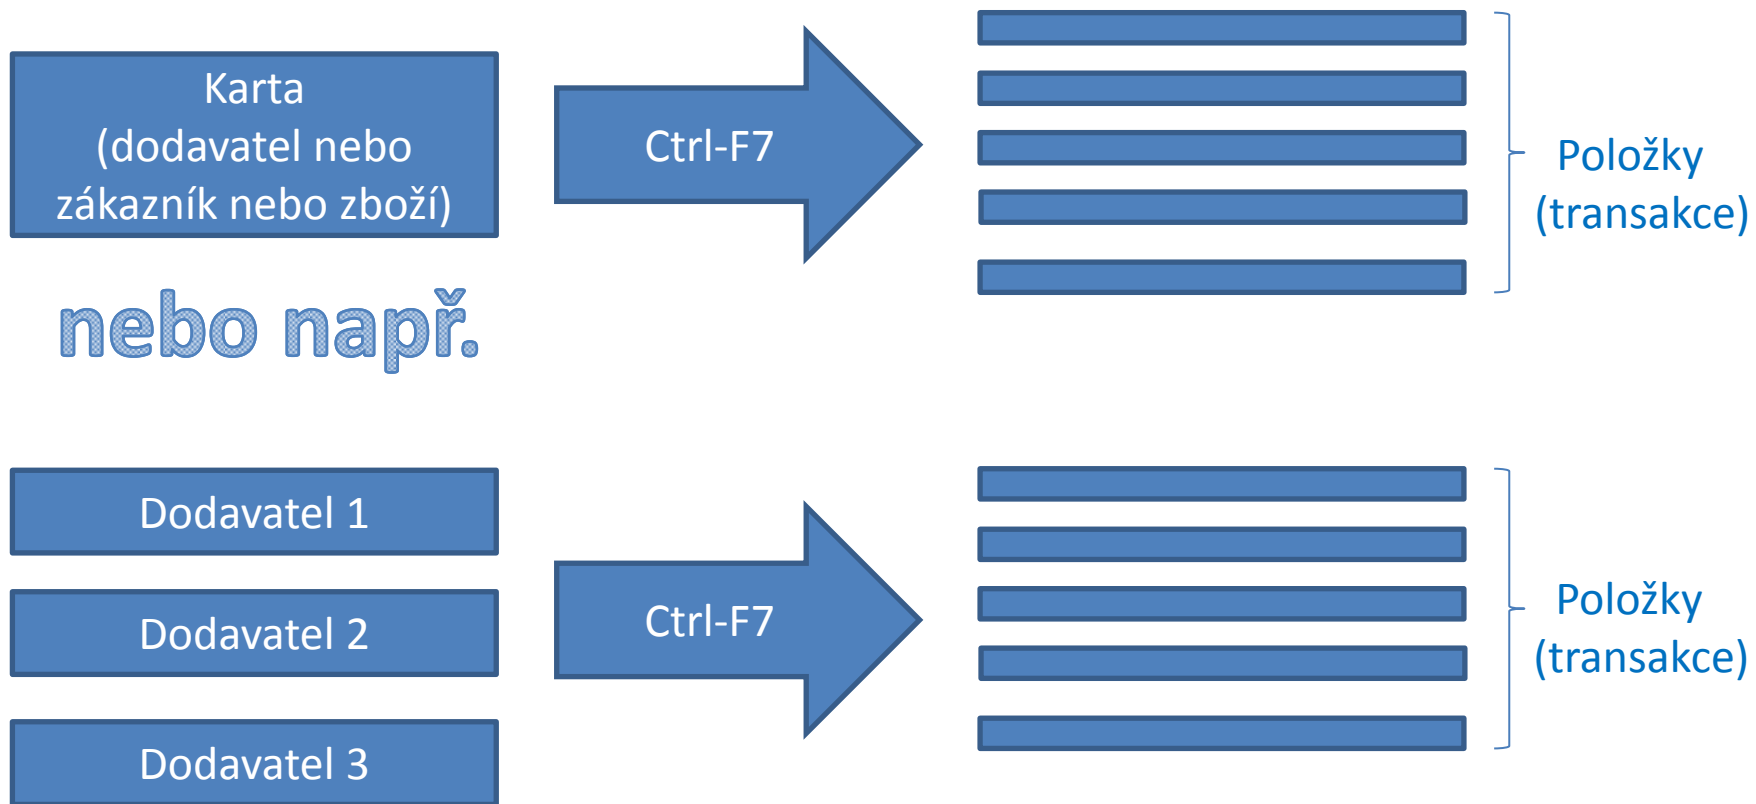 Karta
(dodavatel nebo
zákazník nebo zboží)
Ctrl-F7
Položky
(transakce)
nebo např.
Dodavatel 1
Dodavatel 2
Dodavatel 3
Ctrl-F7
Položky
(transakce)